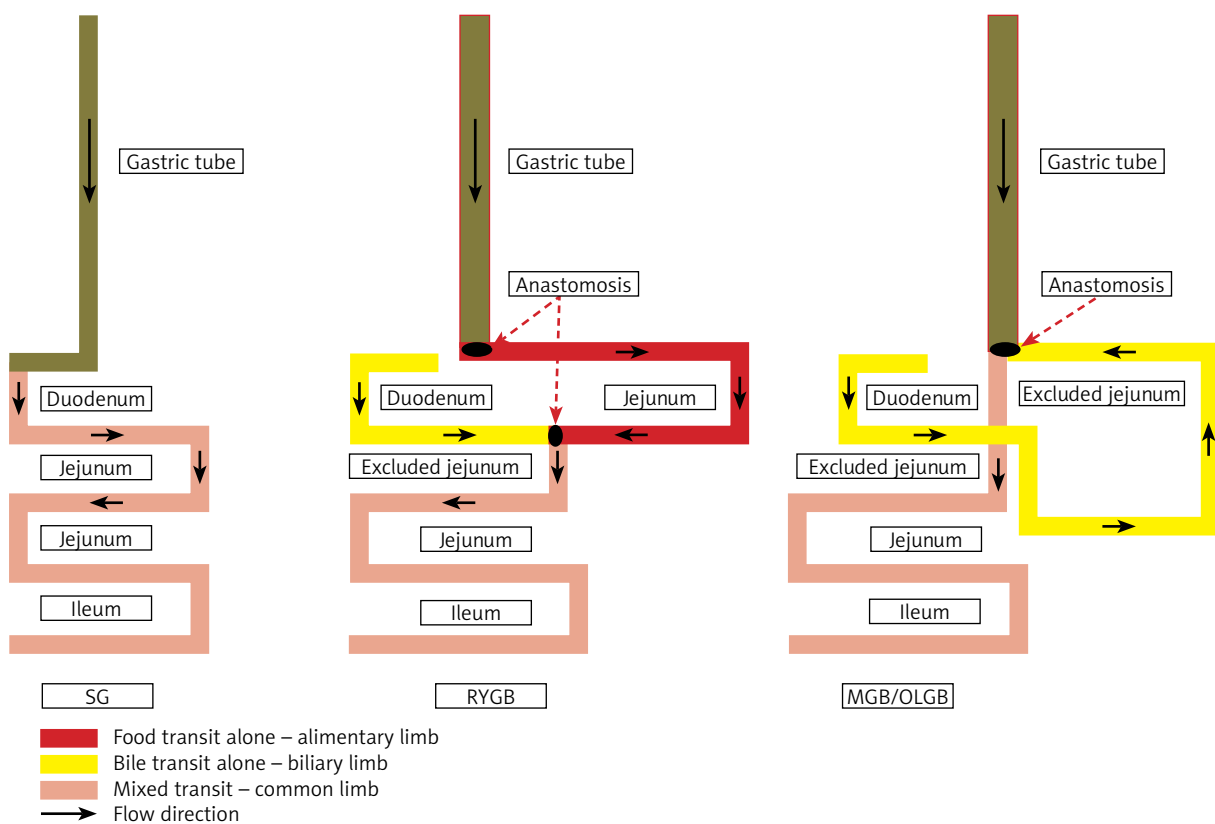 Gastric tube
Gastric tube
Gastric tube
Anastomosis
Anastomosis
Duodenum
Duodenum
Jejunum
Duodenum
Excluded jejunum
Jejunum
Excluded jejunum
Excluded jejunum
Jejunum
Jejunum
Jejunum
Ileum
Ileum
Ileum
SG
RYGB
MGB/OLGB
Food transit alone – alimentary limb
Bile transit alone – biliary limb
Mixed transit – common limb
Flow direction